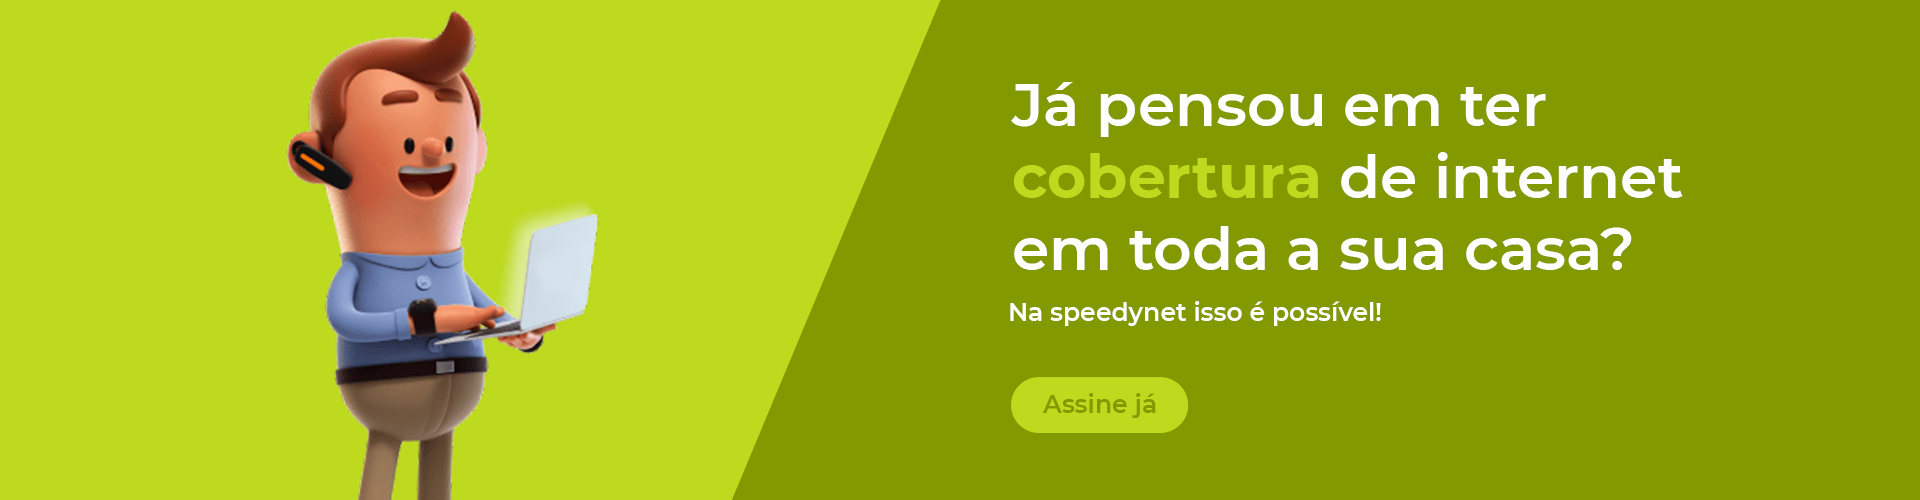 Já pensou em ter
cobertura de internet
em toda a sua casa?
Na speedynet isso é possível!
Assine já